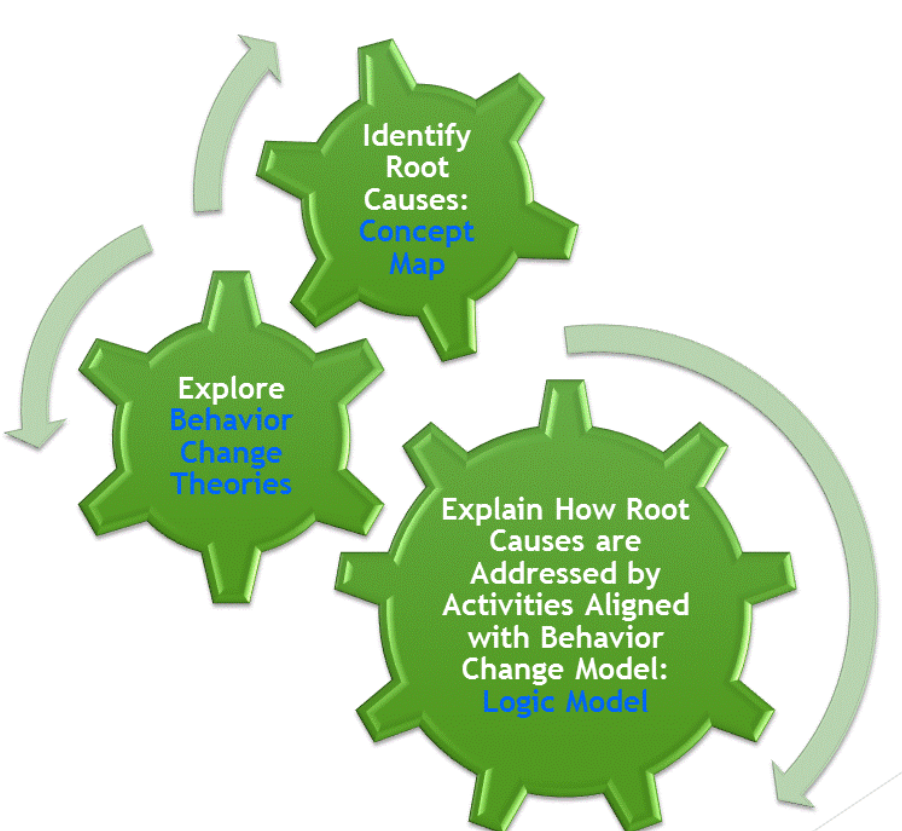 Identify
Root
Causes:
Concept
Map
Explore
Behavior
Change
Theories
Explain How Root
Causes are
Addressed by
Activities Aligned
with Behavior
Change Model:
Logic Model